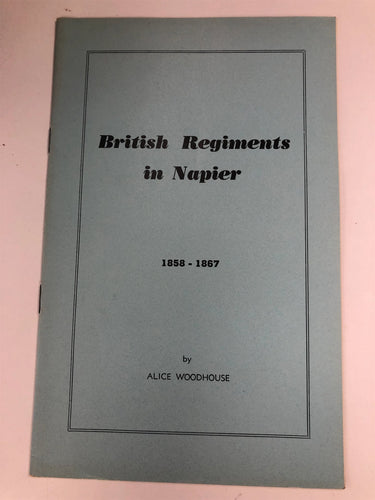 British Regiments
in Napier
1858 - 1867
by
ALICE WOODHOUSE